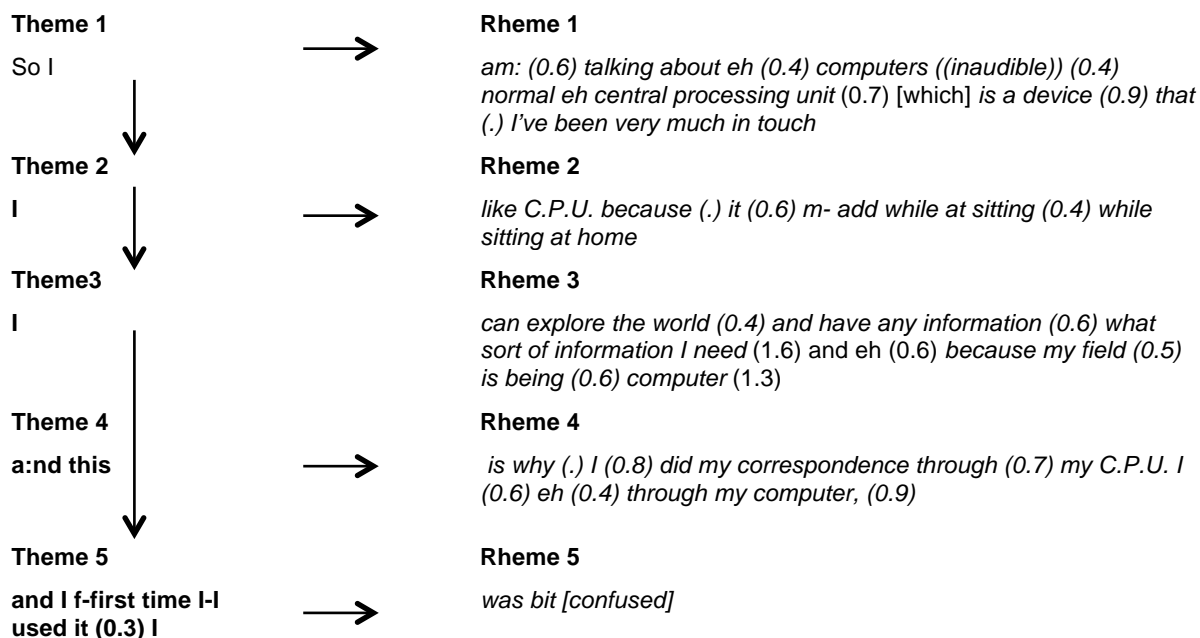 Theme 1
Rheme 1
So I
am: (0.6) talking about eh (0.4) computers ((inaudible)) (0.4)
normal eh central processing unit (0.7) [which] is a device (0.9) that
(.) I've been very much in touch
Theme 2
Rheme 2
I
like C.P.U. because (.) it (0.6) m- add while at sitting (0.4) while
sitting at home
Theme3
Rheme 3
I
can explore the world (0.4) and have any information (0.6) what
sort of information I need (1.6) and eh (0.6) because my field (0.5)
is being (0.6) computer (1.3)
Theme 4
Rheme 4
a:nd this
is why (.) I (0.8) did my correspondence through (0.7) my C.P.U. I
(0.6) eh (0.4) through my computer, (0.9)
Theme 5
Rheme 5
and I f-first time I-I
used it (0.3) I
was bit [confused]